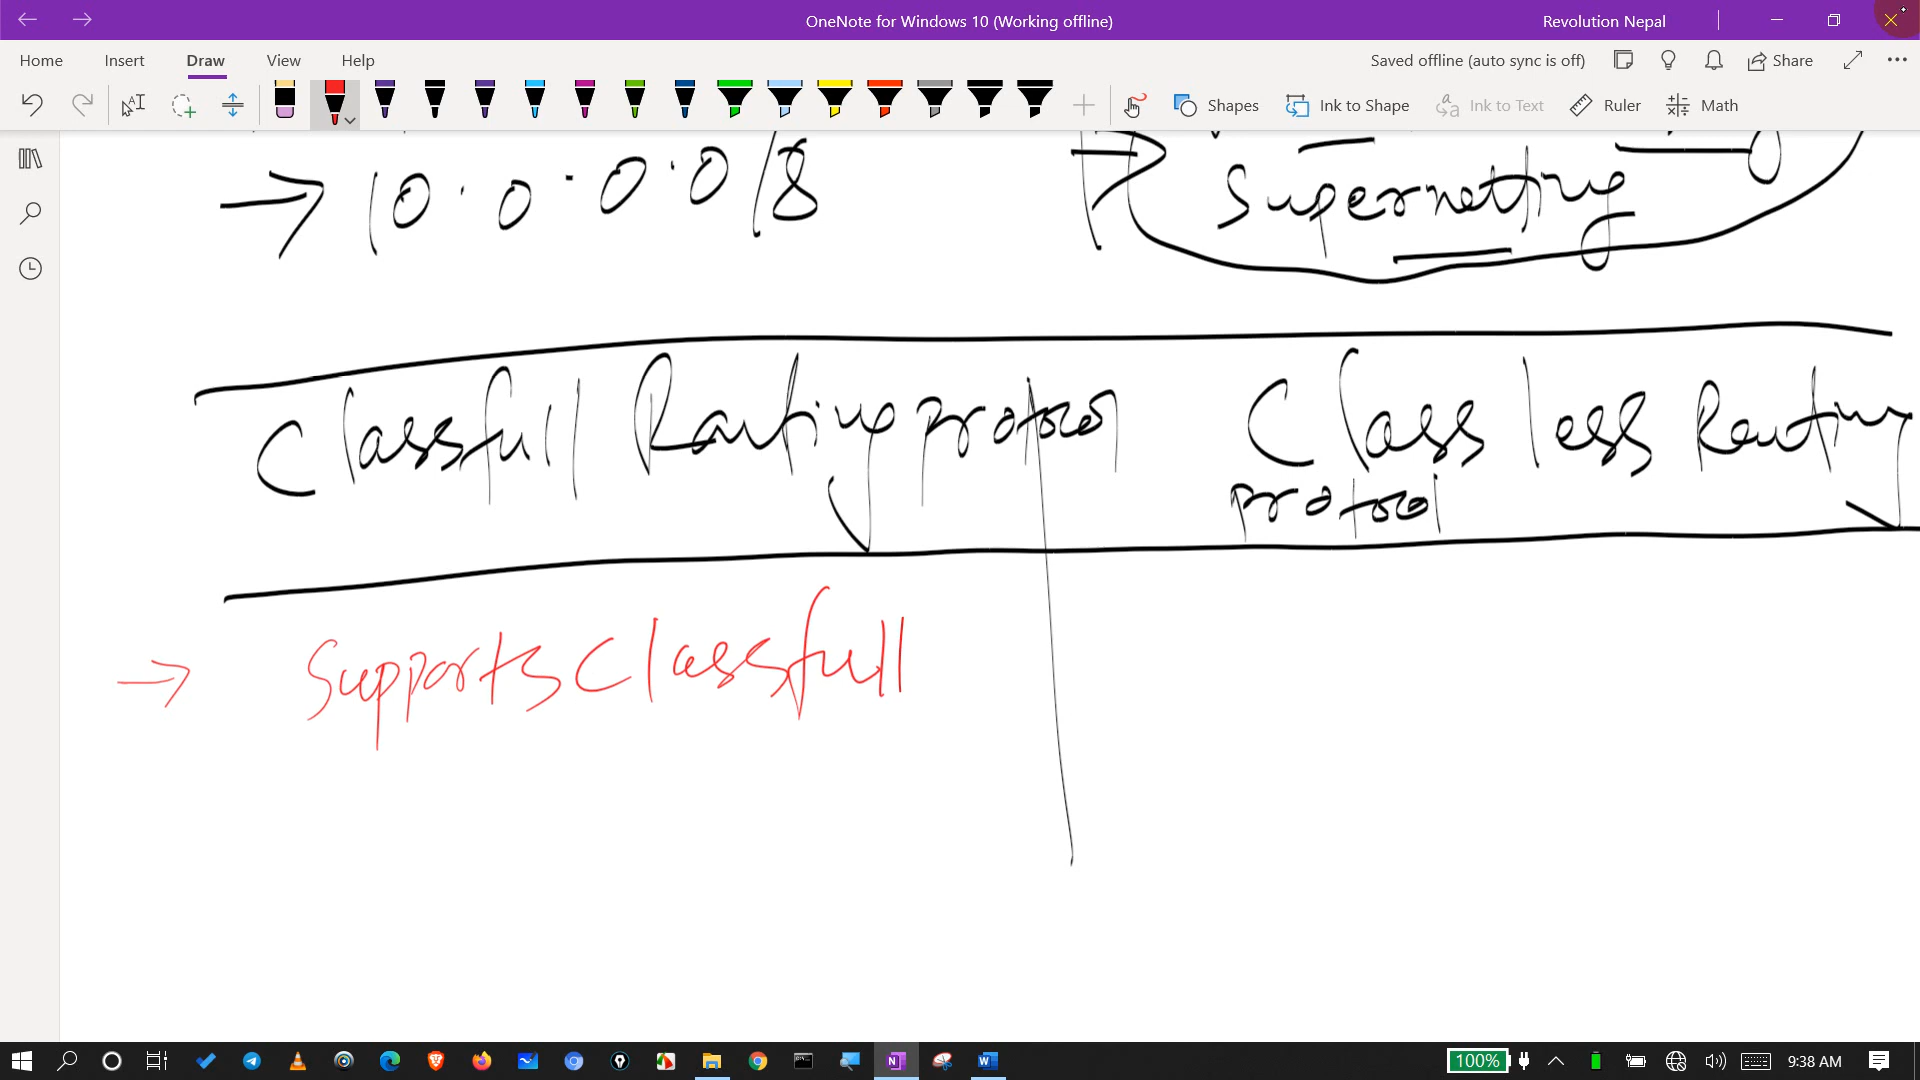 OneNote for Windows 10 (Working offline)
Revolution Nepal
Home Insert Draw View Help
Saved offline (auto sync is off)
Share
Shapes
Ink to Shape
Ink to Text
Ruler
Math
→ 10.0.0.0/8
Supernetting
Classfull Routing protocol
Class less Routing
protocol
→ Supports Classfull
100%
9:38 AM